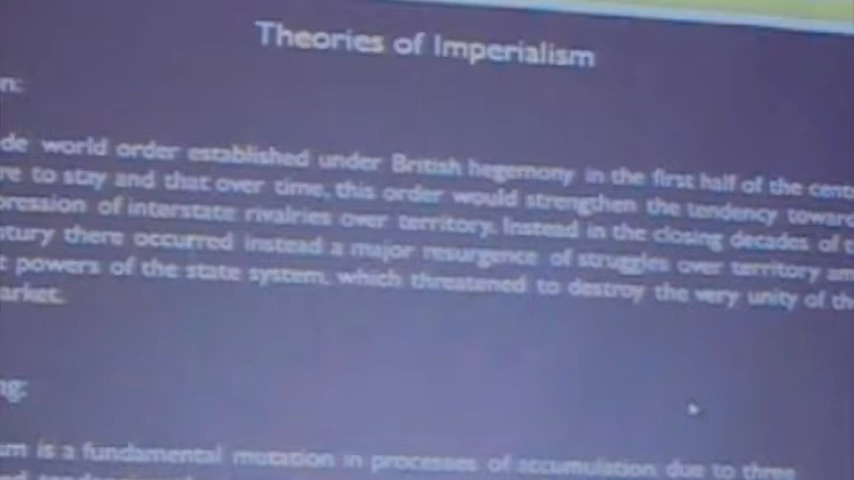 Theories of Imperialism
n:
de world order established under British hegemony in the first half of the cent
re to stay and that over time, this order would strengthen the tendency toward
pression of interstate rivalries over territory. Instead in the closing decades of t
ntury there occurred instead a major resurgence of struggles over territory am
t powers of the state system, which threatened to destroy the very unity of the
arket.
ng:
sm is a fundamental mutation in processes of accumulation due to three